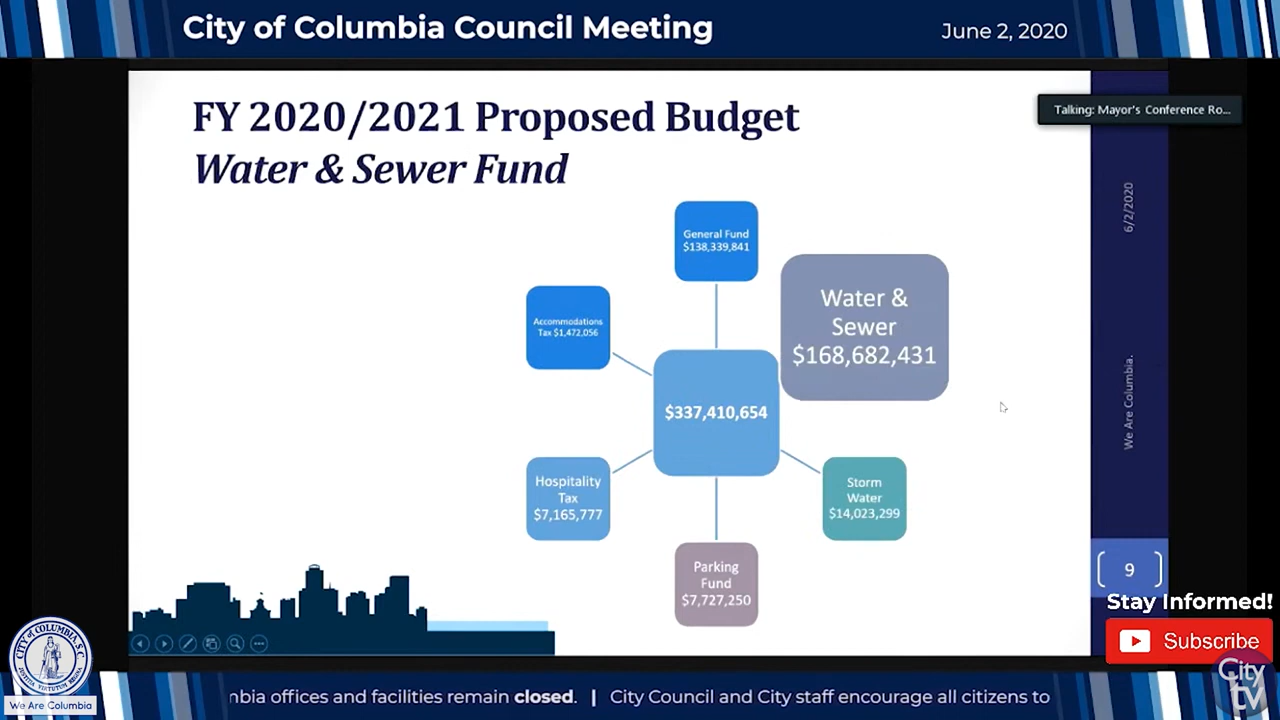 City of Columbia Council Meeting
June 2, 2020
FY 2020/2021 Proposed Budget
Water & Sewer Fund
Talking: Mayor's Conference Ro...
6/2/2020
General Fund
$138,339,841
Water &
Sewer
$168,682,431
Accommodations
Tax $1,472,056
$337,410,654
We Are Columbia.
Hospitality
Tax
$7,165,777
Storm
Water
$14,023,299
Parking
Fund
$7,727,250
9
Stay Informed!
Subscribe
CITY OF COLUMBIA, S.C.
We Are Columbia
City
tv
nbia offices and facilities remain closed. | City Council and City staff encourage all citizens to